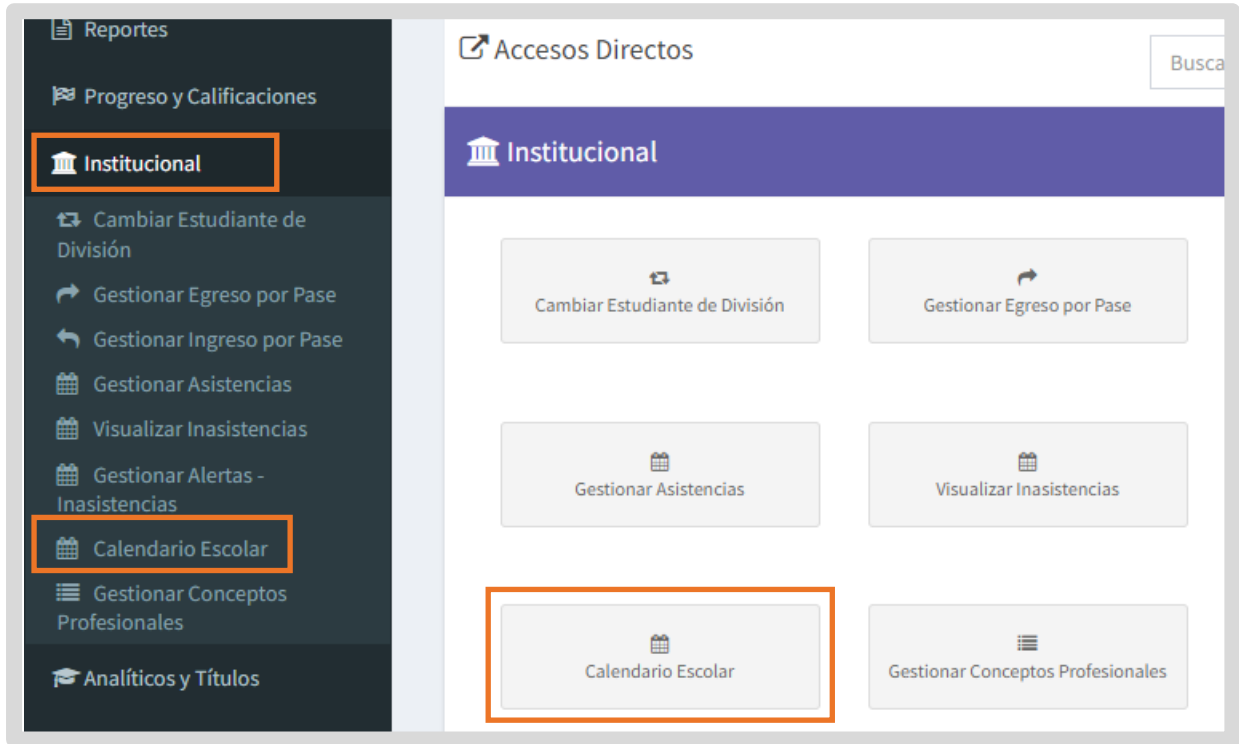 Reportes
Progreso y Calificaciones
Institucional
Cambiar Estudiante de
División
Gestionar Egreso por Pase
Gestionar Ingreso por Pase
Gestionar Asistencias
Visualizar Inasistencias
Gestionar Alertas -
Inasistencias
Calendario Escolar
Gestionar Conceptos
Profesionales
Analíticos y Títulos
Accesos Directos
Busca
Institucional
Cambiar Estudiante de División
Gestionar Egreso por Pase
Gestionar Asistencias
Visualizar Inasistencias
Calendario Escolar
Gestionar Conceptos Profesionales